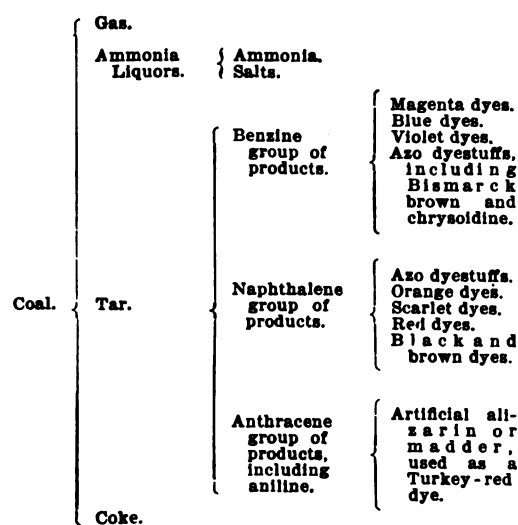 Gas.
Ammonia
Liquors.
Ammonia.
Salts.
Coal.
Tar.
Benzine
group of
products.
Magenta dyes.
Blue dyes.
Violet dyes.
Azo dyestuffs,
including
Bismarck
brown and
chrysoidine.
Naphthalene
group of
products.
Azo dyestuffs.
Orange dyes.
Scarlet dyes.
Red dyes.
Black and
brown dyes.
Anthracene
group of
products,
including
aniline.
Artificial ali-
zarin or
madder,
used as a
Turkey-red
dye.
Coke.